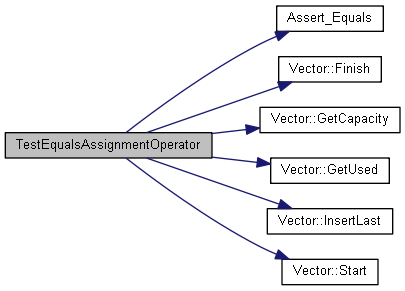 Assert_Equals
Vector::Finish
Vector::GetCapacity
TestEqualsAssignmentOperator
Vector::GetUsed
Vector::InsertLast
Vector::Start